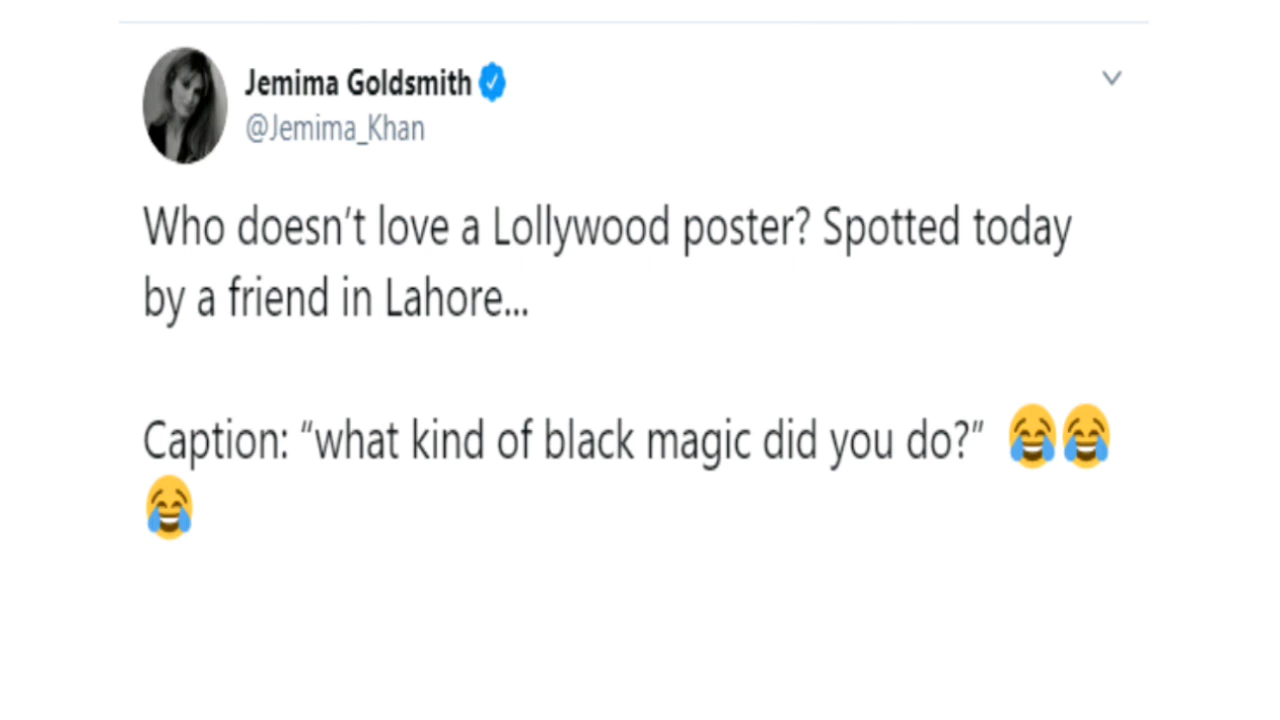 Jemima Goldsmith
@Jemima_Khan
Who doesn’t love a Lollywood poster? Spotted today
by a friend in Lahore...
Caption: “what kind of black magic did you do?” 😂😂
😂